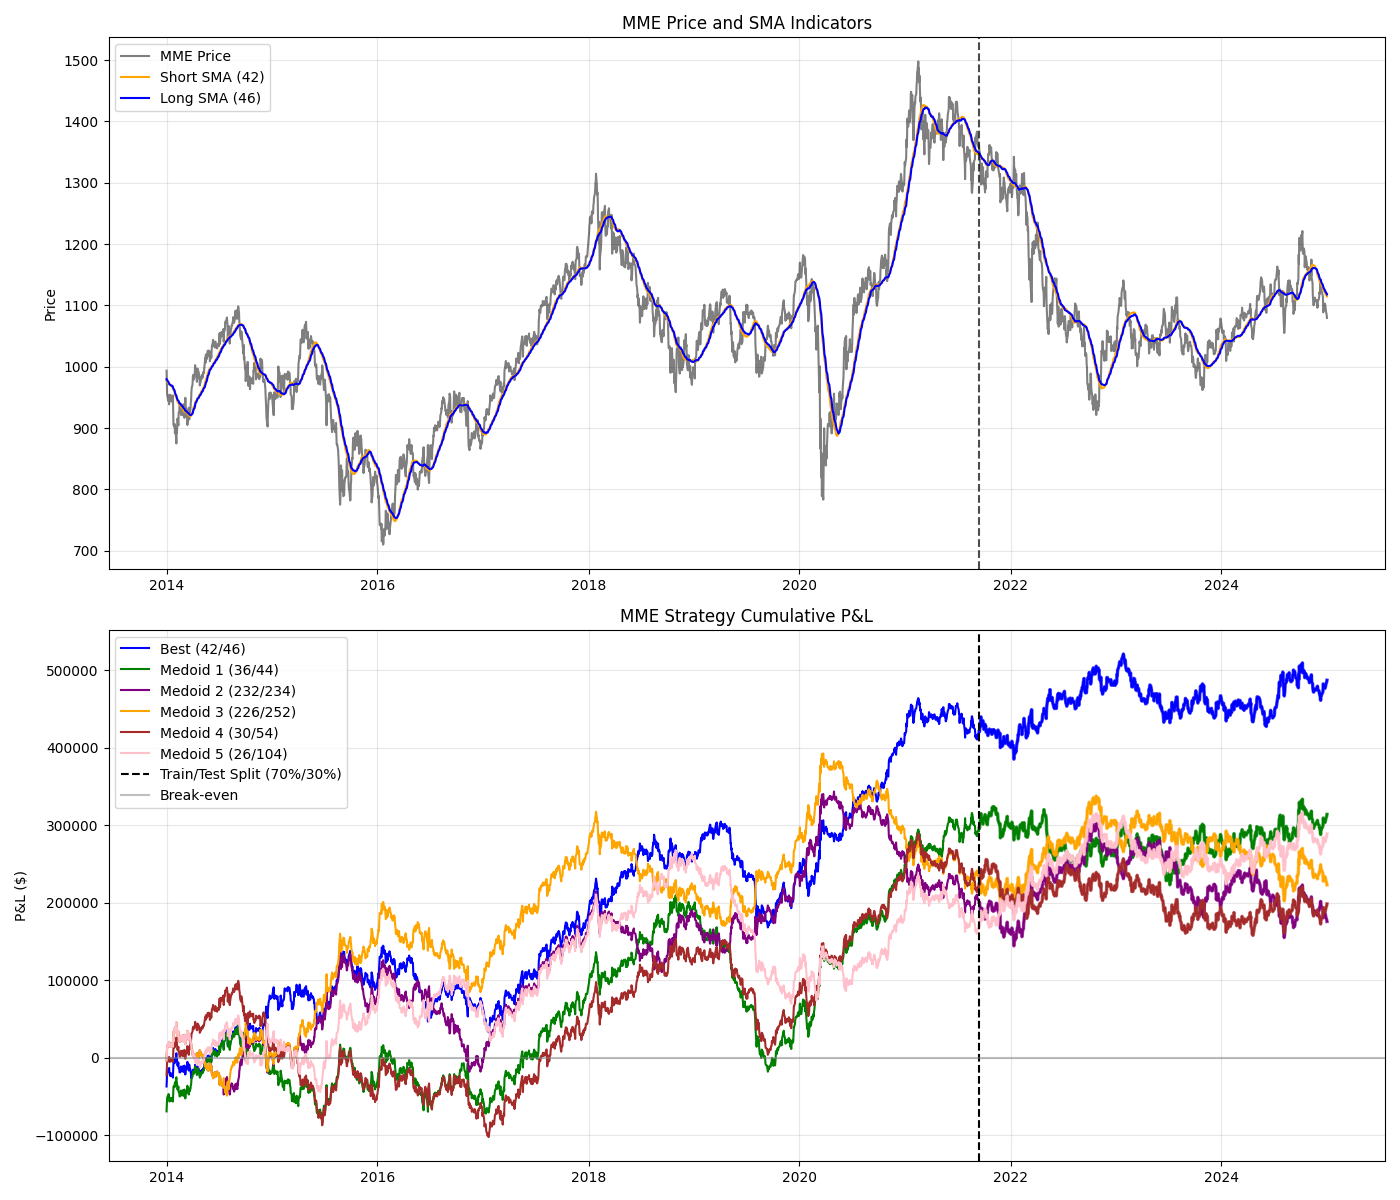 MME Price and SMA Indicators
MME Price
Short SMA (42)
Long SMA (46)
Price
1500
1400
1300
1200
1100
1000
900
800
700
2014
2016
2018
2020
2022
2024
MME Strategy Cumulative P&L
Best (42/46)
Medoid 1 (36/44)
Medoid 2 (232/234)
Medoid 3 (226/252)
Medoid 4 (30/54)
Medoid 5 (26/104)
Train/Test Split (70%/30%)
Break-even
P&L ($)
500000
400000
300000
200000
100000
0
−100000
2014
2016
2018
2020
2022
2024